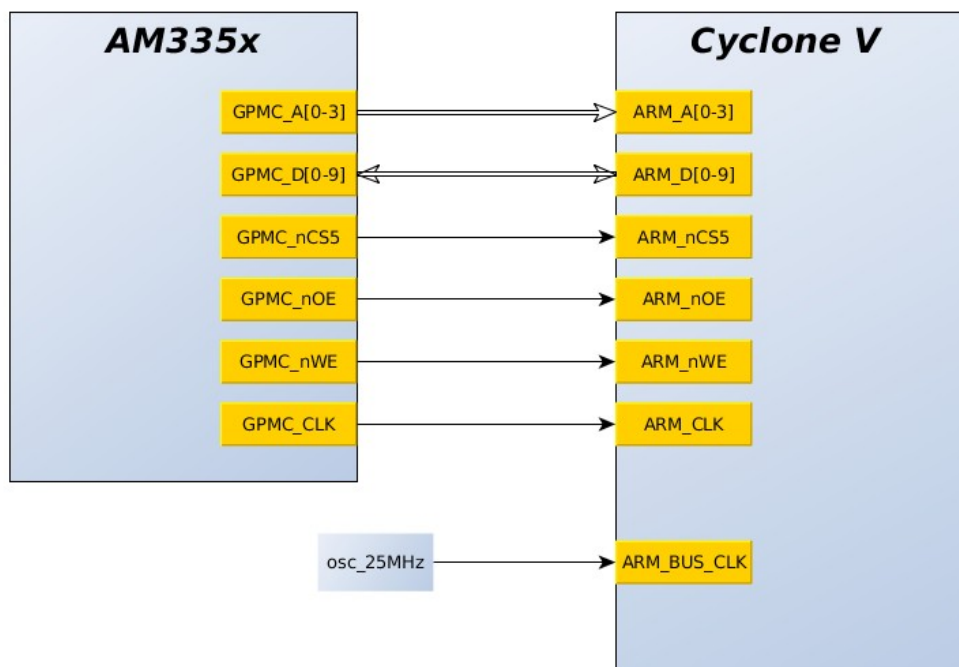 AM335x
Cyclone V
GPMC_A[0-3]
ARM_A[0-3]
GPMC_D[0-9]
ARM_D[0-9]
GPMC_nCS5
ARM_nCS5
GPMC_nOE
ARM_nOE
GPMC_nWE
ARM_nWE
GPMC_CLK
ARM_CLK
osc_25MHz
ARM_BUS_CLK